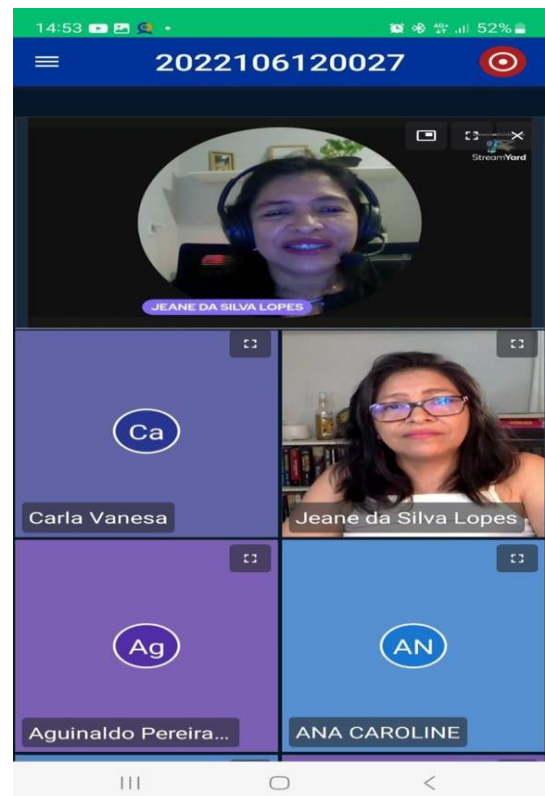 14:53
52%
2022106120027
StreamYard
JEANE DA SILVA LOPES
Ca
Carla Vanesa
Jeane da Silva Lopes
Ag
Aguinaldo Pereira...
AN
ANA CAROLINE